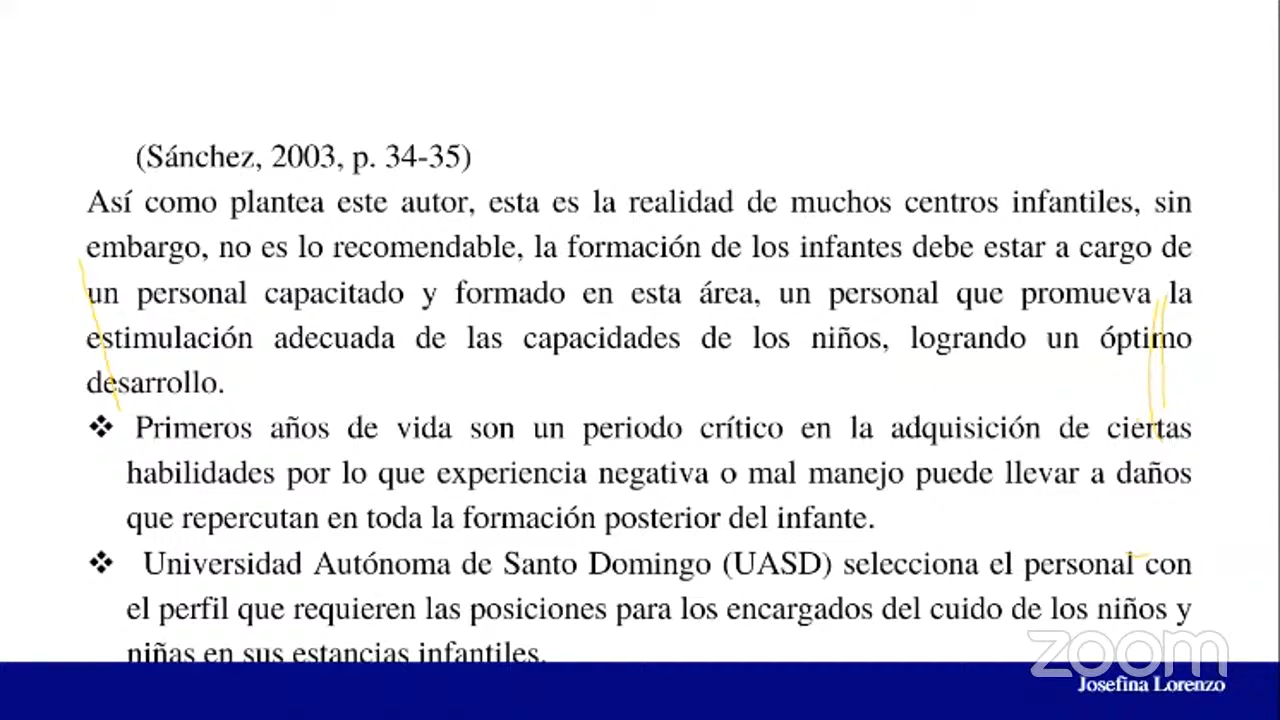 (Sánchez, 2003, p. 34-35)
Así como plantea este autor, esta es la realidad de muchos centros infantiles, sin
embargo, no es lo recomendable, la formación de los infantes debe estar a cargo de
un personal capacitado y formado en esta área, un personal que promueva la
estimulación adecuada de las capacidades de los niños, logrando un óptimo
desarrollo.
❖ Primeros años de vida son un periodo crítico en la adquisición de ciertas
habilidades por lo que experiencia negativa o mal manejo puede llevar a daños
que repercutan en toda la formación posterior del infante.
❖ Universidad Autónoma de Santo Domingo (UASD) selecciona el personal con
el perfil que requieren las posiciones para los encargados del cuido de los niños y
niñas en sus estancias infantiles.
zoom
Josefina Lorenzo